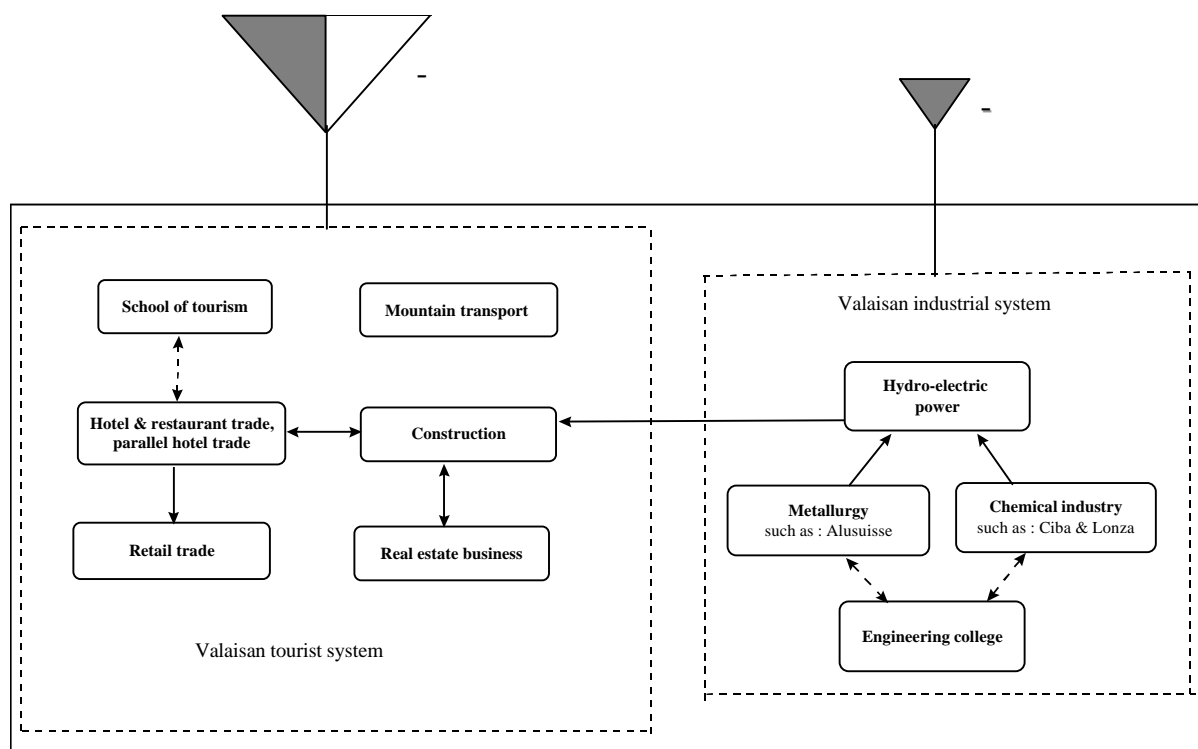 -
-
School of tourism
Mountain transport
Hotel & restaurant trade,
parallel hotel trade
Construction
Retail trade
Real estate business
Valaisan tourist system
Valaisan industrial system
Hydro-electric
power
Metallurgy
such as : Alusuisse
Chemical industry
such as : Ciba & Lonza
Engineering college